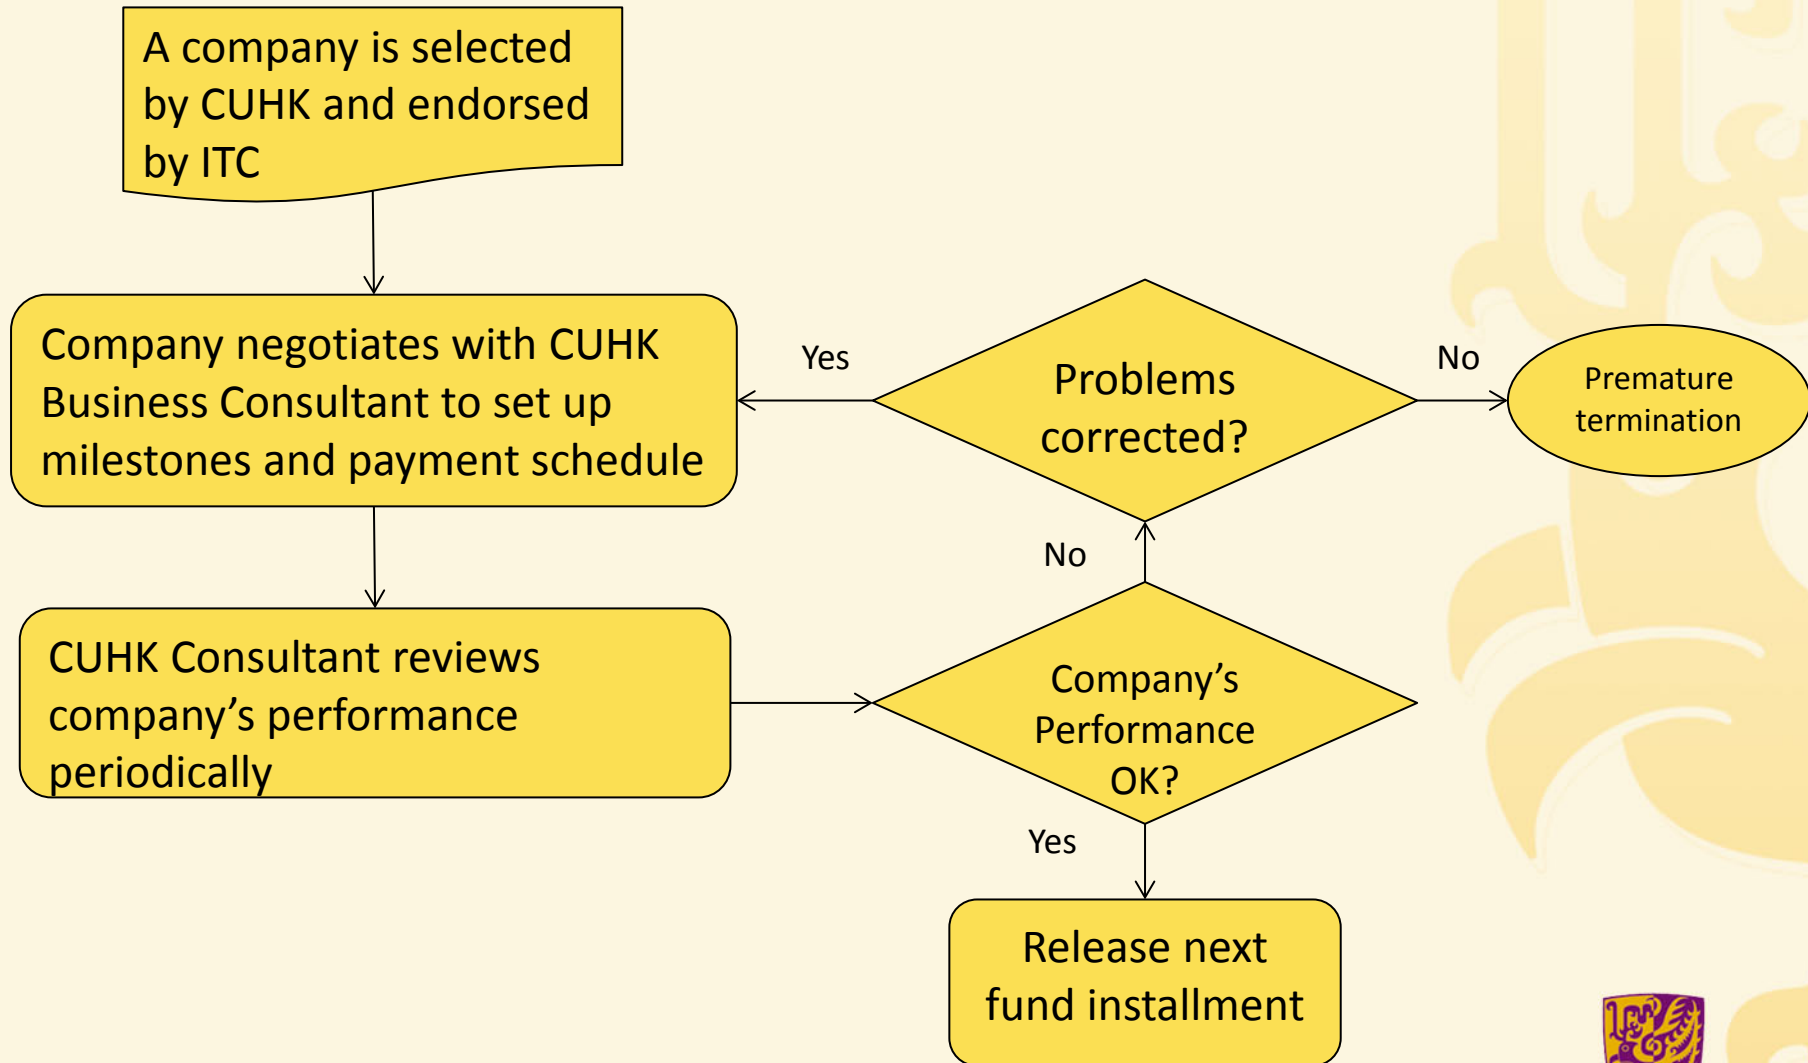 A company is selected
by CUHK and endorsed
by ITC
Company negotiates with CUHK
Business Consultant to set up
milestones and payment schedule
Yes
Problems
corrected?
No
Premature
termination
No
CUHK Consultant reviews
company’s performance
periodically
Company’s
Performance
OK?
Yes
Release next
fund installment